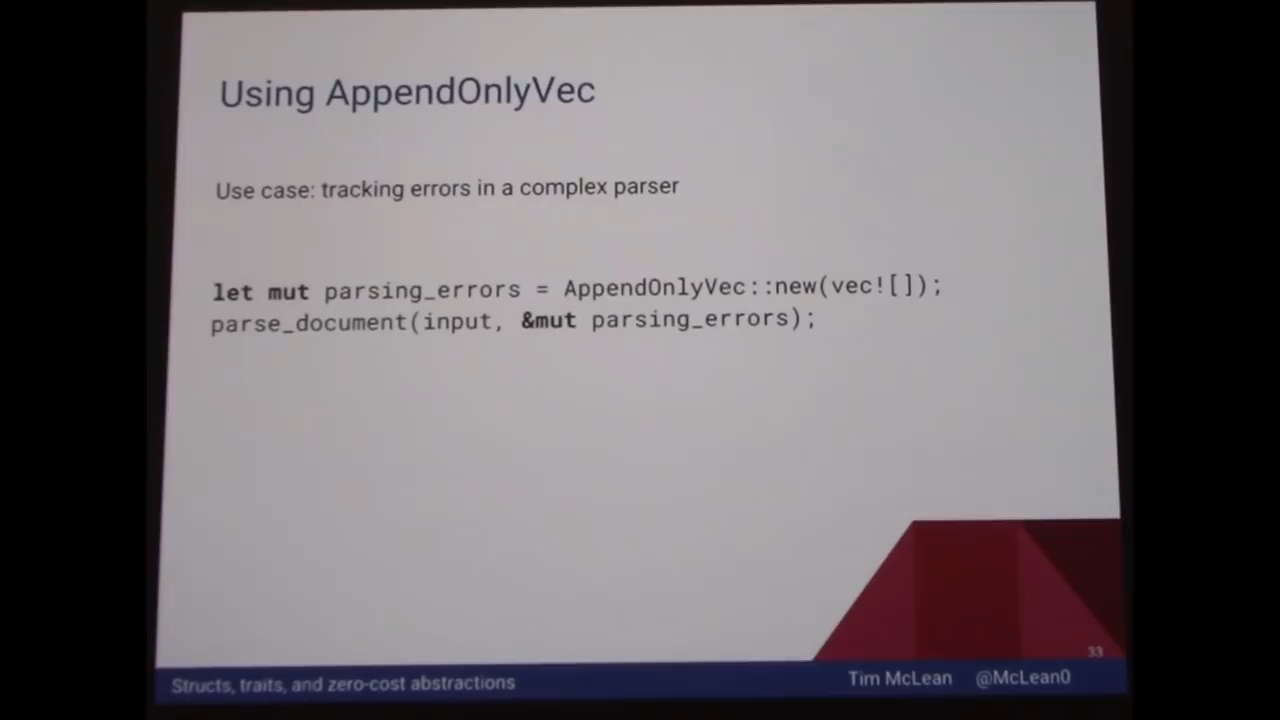 Using AppendOnlyVec
Use case: tracking errors in a complex parser
let mut parsing_errors = AppendOnlyVec::new(vec![]);
parse_document(input, &mut parsing_errors);
33
Structs, traits, and zero-cost abstractions
Tim McLean @McLean0